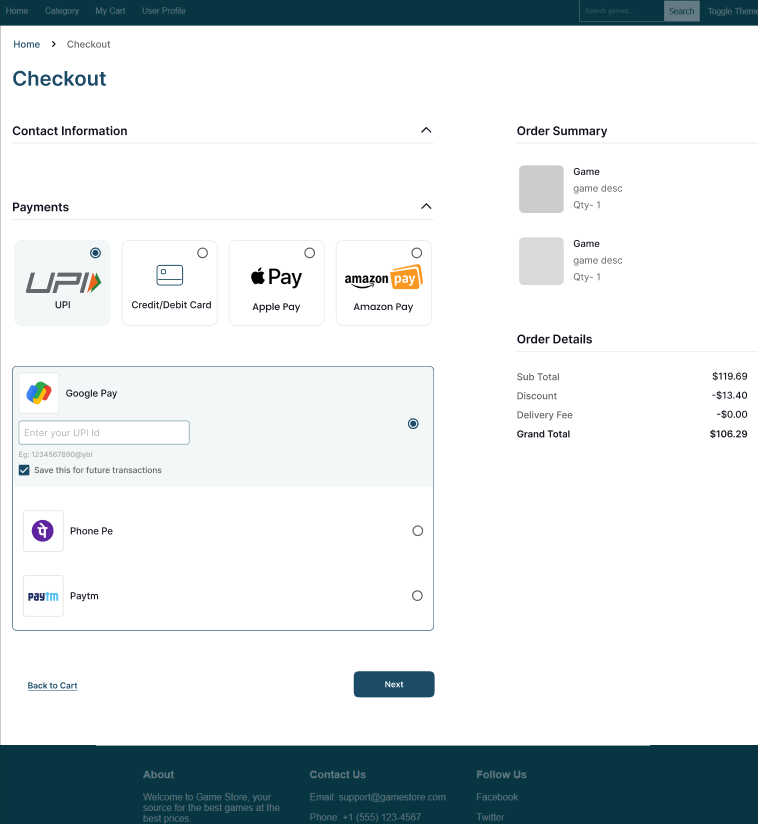 Home Category My Cart User Profile Search games... Search Toggle Theme
Home > Checkout
Checkout
Contact Information
Payments
UPI
UPI
Credit/Debit Card
Pay
Apple Pay
amazon pay
Amazon Pay
Google Pay
Enter your UPI Id
Eg: 1234567890@ybl
Save this for future transactions
पे
Phone Pe
paytm
Paytm
Back to Cart
Next
Order Summary
Game
game desc
Qty- 1
Game
game desc
Qty- 1
Order Details
Sub Total $119.69
Discount -$13.40
Delivery Fee -$0.00
Grand Total $106.29
About
Welcome to Game Store, your
source for the best games at the
best prices.
Contact Us
Email: support@gamestore.com
Phone: +1 (555) 123-4567
Follow Us
Facebook
Twitter